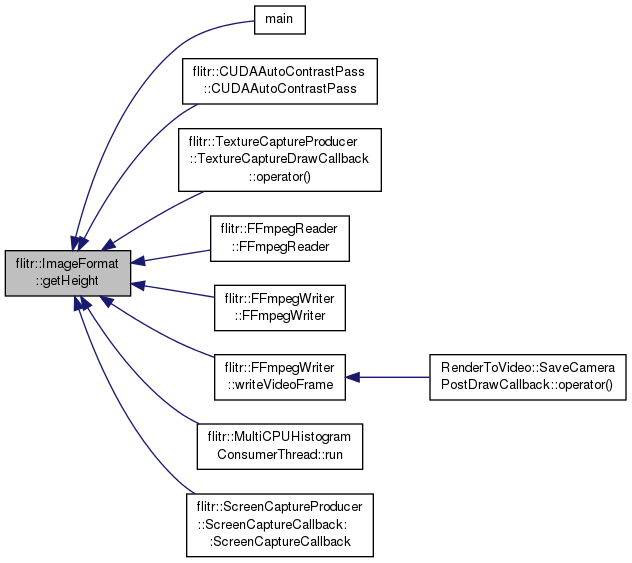 main
flitr::CUDAAutoContrastPass
::CUDAAutoContrastPass
flitr::TextureCaptureProducer
::TextureCaptureDrawCallback
::operator()
flitr::FFmpegReader
::FFmpegReader
flitr::ImageFormat
::getHeight
flitr::FFmpegWriter
::FFmpegWriter
flitr::FFmpegWriter
::writeVideoFrame
RenderToVideo::SaveCamera
PostDrawCallback::operator()
flitr::MultiCPUHistogram
ConsumerThread::run
flitr::ScreenCaptureProducer
::ScreenCaptureCallback:
:ScreenCaptureCallback